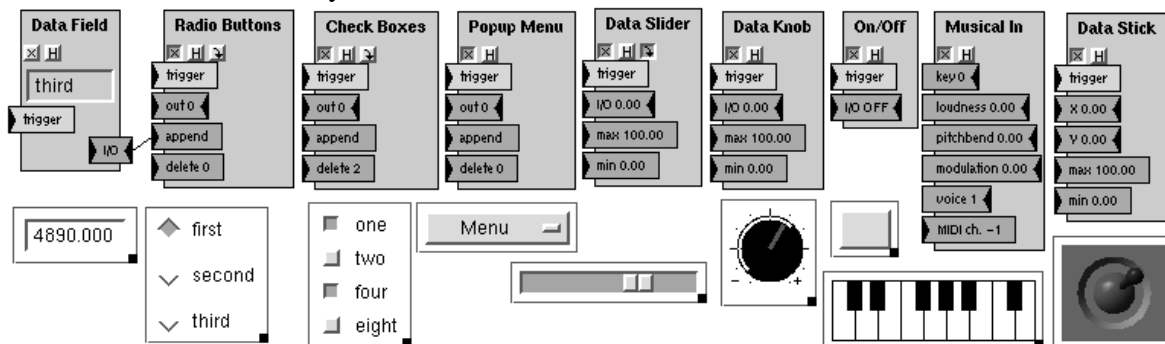 Data Field
third
trigger
I/O
Radio Buttons
H
trigger
out 0
append
delete 0
Check Boxes
H
trigger
out 0
append
delete 2
Popup Menu
H
trigger
out 0
append
delete 0
Data Slider
H
trigger
I/O 0.00
max 100.00
min 0.00
Data Knob
H
trigger
I/O 0.00
max 100.00
min 0.00
On/Off
H
trigger
I/O OFF
Musical In
H
key 0
loudness 0.00
pitchbend 0.00
modulation 0.00
voice 1
MIDI ch. -1
Data Stick
H
trigger
X 0.00
Y 0.00
max 100.00
min 0.00
4890.000
first
second
third
one
two
four
eight
Menu
- +